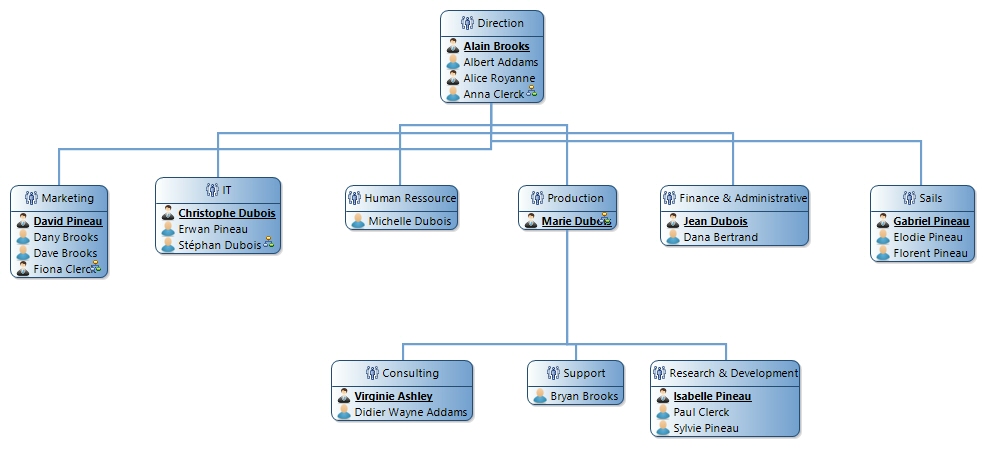 Direction
Alain Brooks
Albert Addams
Alice Royanne
Anna Clerck
Marketing
David Pineau
Dany Brooks
Dave Brooks
Fiona Clerck
IT
Christophe Dubois
Erwan Pineau
Stéphan Dubois
Human Ressource
Michelle Dubois
Production
Marie Dubois
Finance & Administrative
Jean Dubois
Dana Bertrand
Sails
Gabriel Pineau
Elodie Pineau
Florent Pineau
Consulting
Virginie Ashley
Didier Wayne Addams
Support
Bryan Brooks
Research & Development
Isabelle Pineau
Paul Clerck
Sylvie Pineau